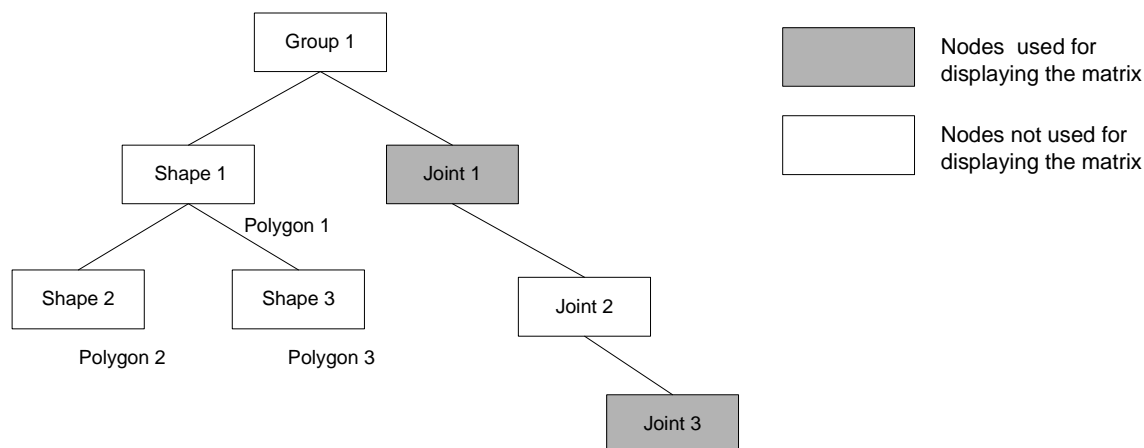 Group 1
Nodes used for
displaying the matrix
Nodes not used for
displaying the matrix
Shape 1
Joint 1
Polygon 1
Shape 2
Shape 3
Joint 2
Polygon 2
Polygon 3
Joint 3